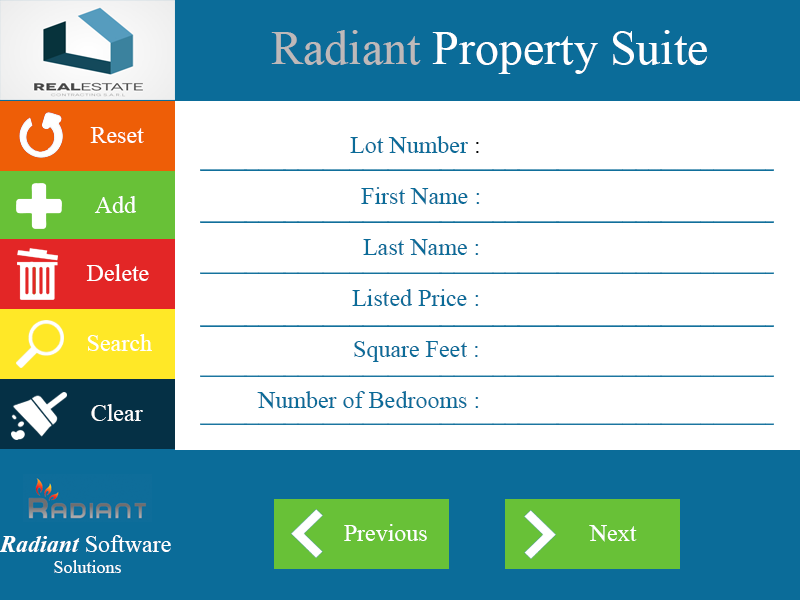 Radiant Property Suite
REALESTATE
CONTRACTING S.A.R.L
Reset
Add
Delete
Search
Clear
Lot Number :
First Name :
Last Name :
Listed Price :
Square Feet :
Number of Bedrooms :
RADIANT
Radiant Software
Solutions
Previous
Next